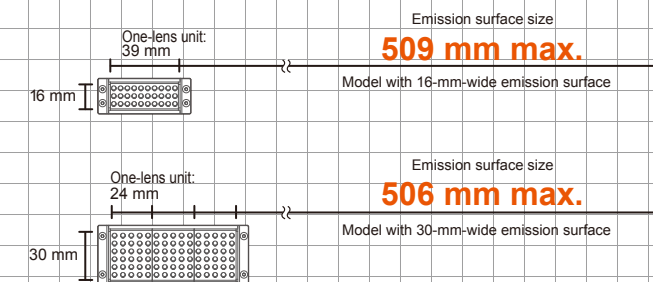 Emission surface size
One-lens unit:
39 mm
509 mm max.
Model with 16-mm-wide emission surface
16 mm
Emission surface size
One-lens unit:
24 mm
506 mm max.
Model with 30-mm-wide emission surface
30 mm